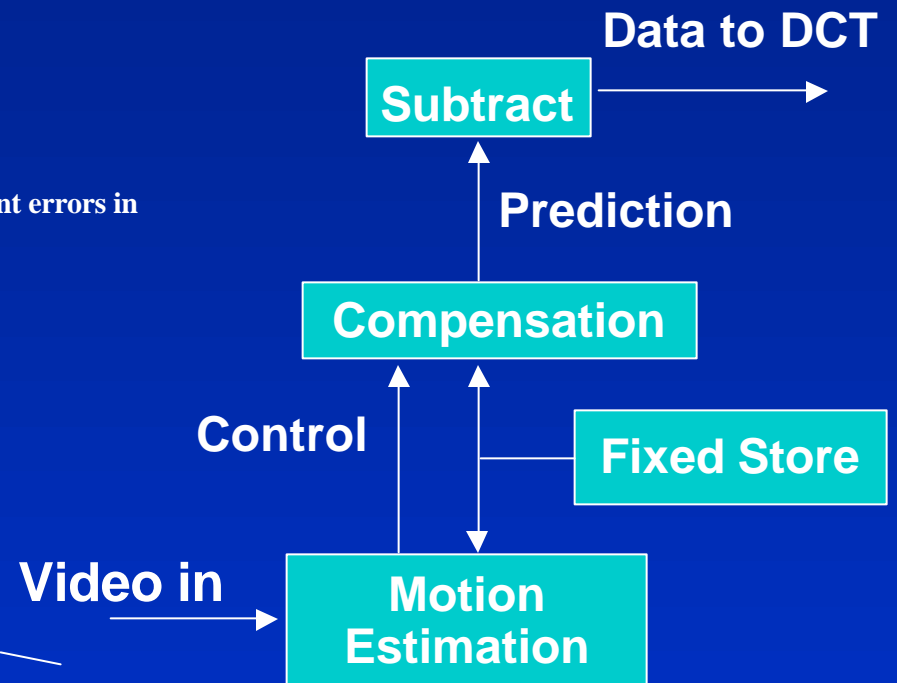 Data to DCT
Subtract
nt errors in
Prediction
Compensation
Control
Fixed Store
Video in
Motion
Estimation